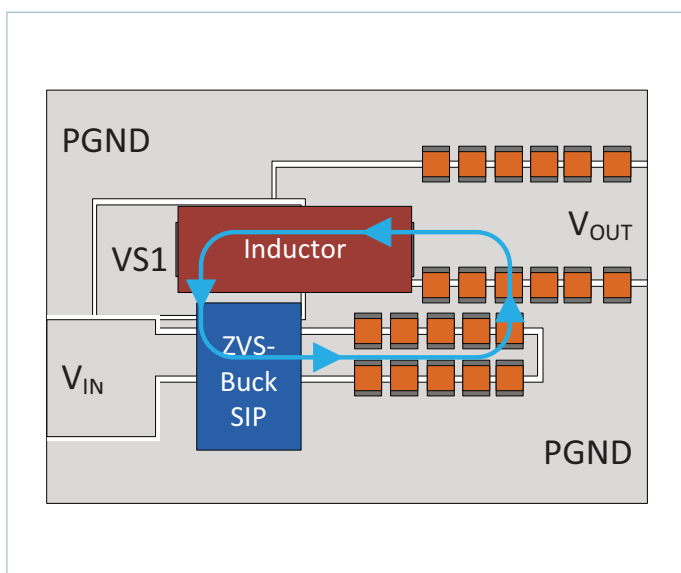 PGND
VS1
Inductor
VOUT
ZVS-
Buck
SIP
VIN
PGND